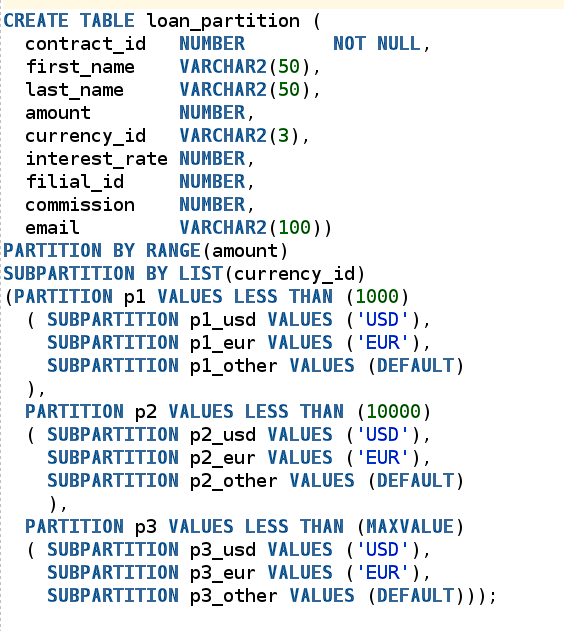 CREATE TABLE loan_partition (
  contract_id   NUMBER        NOT NULL,
  first_name    VARCHAR2(50),
  last_name     VARCHAR2(50),
  amount        NUMBER,
  currency_id   VARCHAR2(3),
  interest_rate NUMBER,
  filial_id     NUMBER,
  commission    NUMBER,
  email         VARCHAR2(100))
PARTITION BY RANGE(amount)
SUBPARTITION BY LIST(currency_id)
(PARTITION p1 VALUES LESS THAN (1000)
  ( SUBPARTITION p1_usd VALUES ('USD'),
    SUBPARTITION p1_eur VALUES ('EUR'),
    SUBPARTITION p1_other VALUES (DEFAULT)
  ),
  PARTITION p2 VALUES LESS THAN (10000)
  ( SUBPARTITION p2_usd VALUES ('USD'),
    SUBPARTITION p2_eur VALUES ('EUR'),
    SUBPARTITION p2_other VALUES (DEFAULT)
    ),
  PARTITION p3 VALUES LESS THAN (MAXVALUE)
  ( SUBPARTITION p3_usd VALUES ('USD'),
    SUBPARTITION p3_eur VALUES ('EUR'),
    SUBPARTITION p3_other VALUES (DEFAULT)));